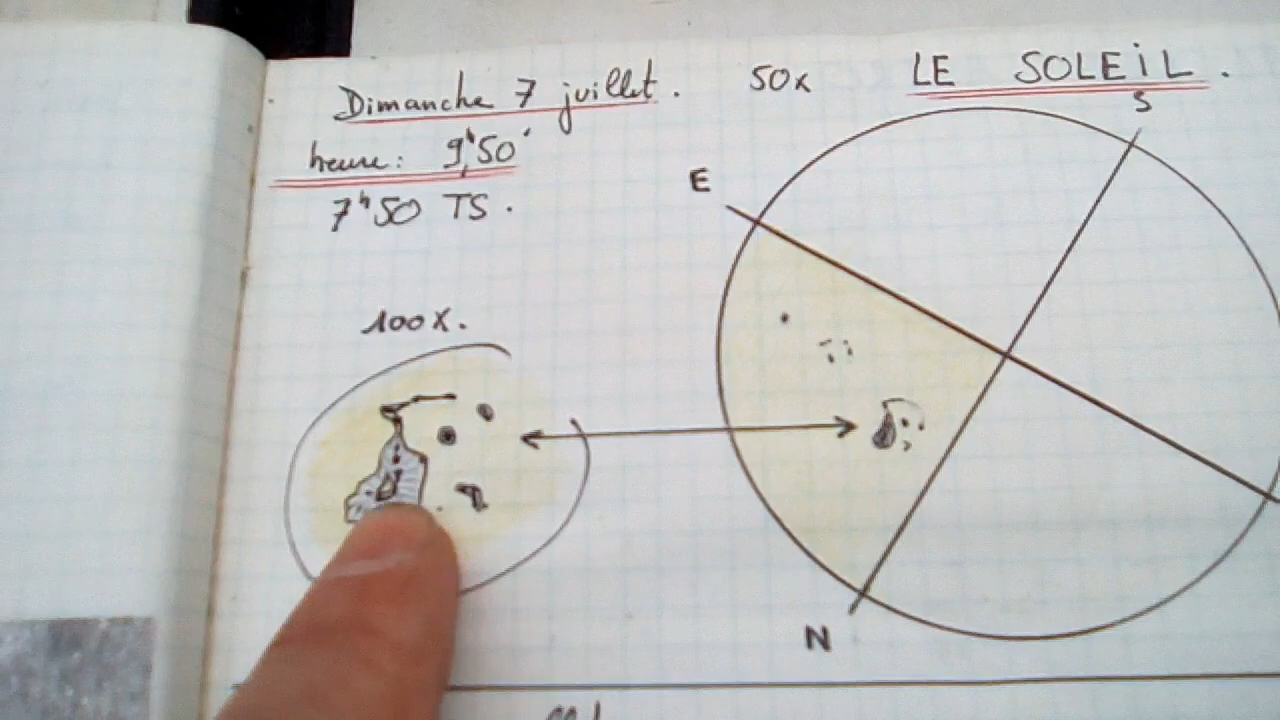 Dimanche 7 juillet.
50x
LE SOLEIL.
heure: 9h50'
7h50 TS.
S
E
100X.
N